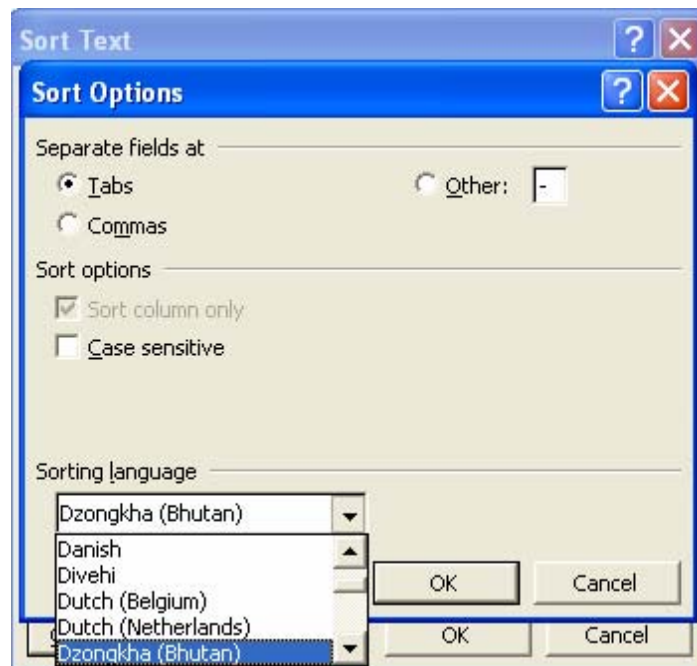 Sort Text
Sort Options
Separate fields at
Tabs
Other: -
Commas
Sort options
Sort column only
Case sensitive
Sorting language
Dzongkha (Bhutan)
Danish
Divehi
Dutch (Belgium)
Dutch (Netherlands)
Dzongkha (Bhutan)
OK Cancel
OK Cancel